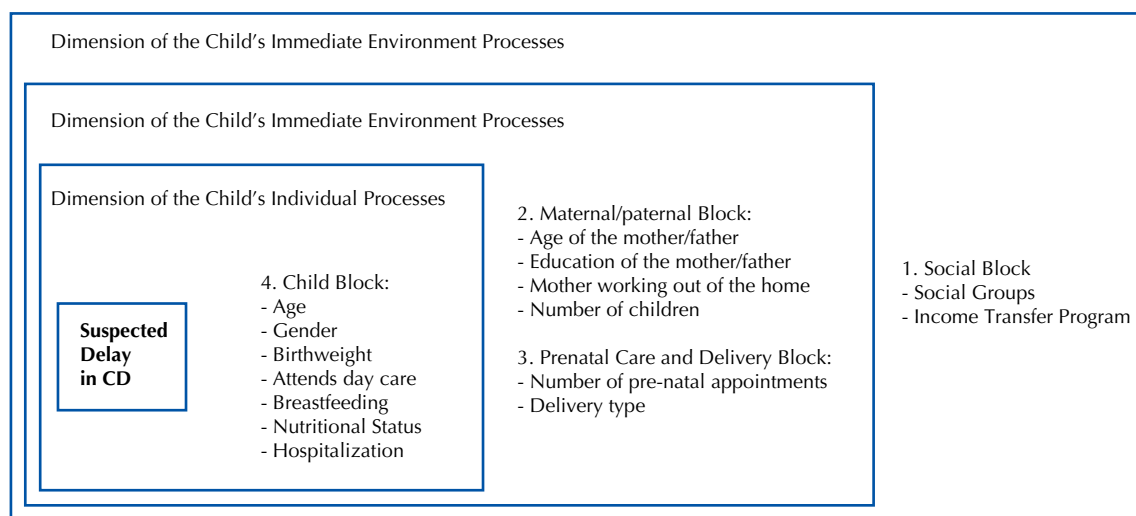 Dimension of the Child's Immediate Environment Processes
Dimension of the Child's Immediate Environment Processes
Dimension of the Child's Individual Processes
Suspected
Delay
in CD
4. Child Block:
- Age
- Gender
- Birthweight
- Attends day care
- Breastfeeding
- Nutritional Status
- Hospitalization
2. Maternal/paternal Block:
- Age of the mother/father
- Education of the mother/father
- Mother working out of the home
- Number of children
3. Prenatal Care and Delivery Block:
- Number of pre-natal appointments
- Delivery type
1. Social Block
- Social Groups
- Income Transfer Program